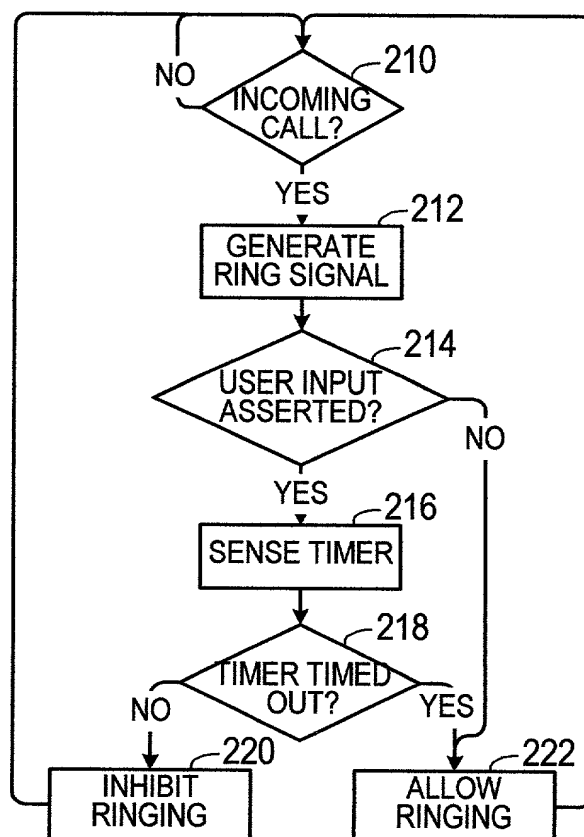 210
NO
INCOMING
CALL?
YES
212
GENERATE
RING SIGNAL
214
USER INPUT
ASSERTED?
NO
YES
216
SENSE TIMER
218
TIMER TIMED
OUT?
NO
YES
220
INHIBIT
RINGING
222
ALLOW
RINGING